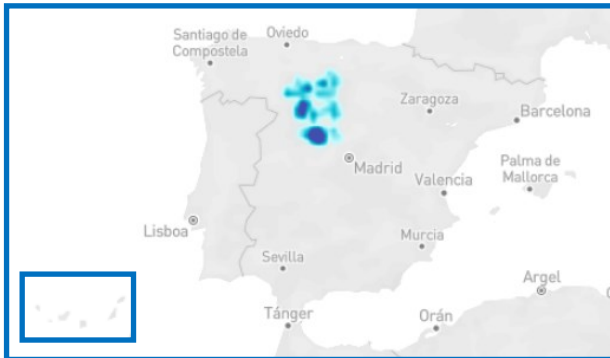 Santiago de
Compostela
Oviedo
Zaragoza
Barcelona
Madrid
Palma de
Mallorca
Valencia
Lisboa
Murcia
Sevilla
Argel
Tánger
Orán